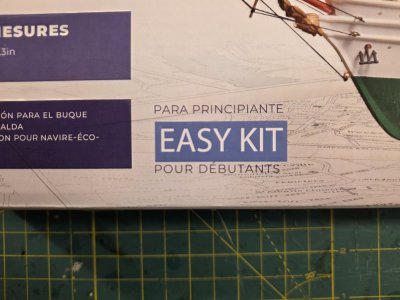 MESURES
3in
ÓN PARA EL BUQUE
ALDA
ON POUR NAVIRE-ÉCO-
PARA PRINCIPIANTE
EASY KIT
POUR DÉBUTANTS